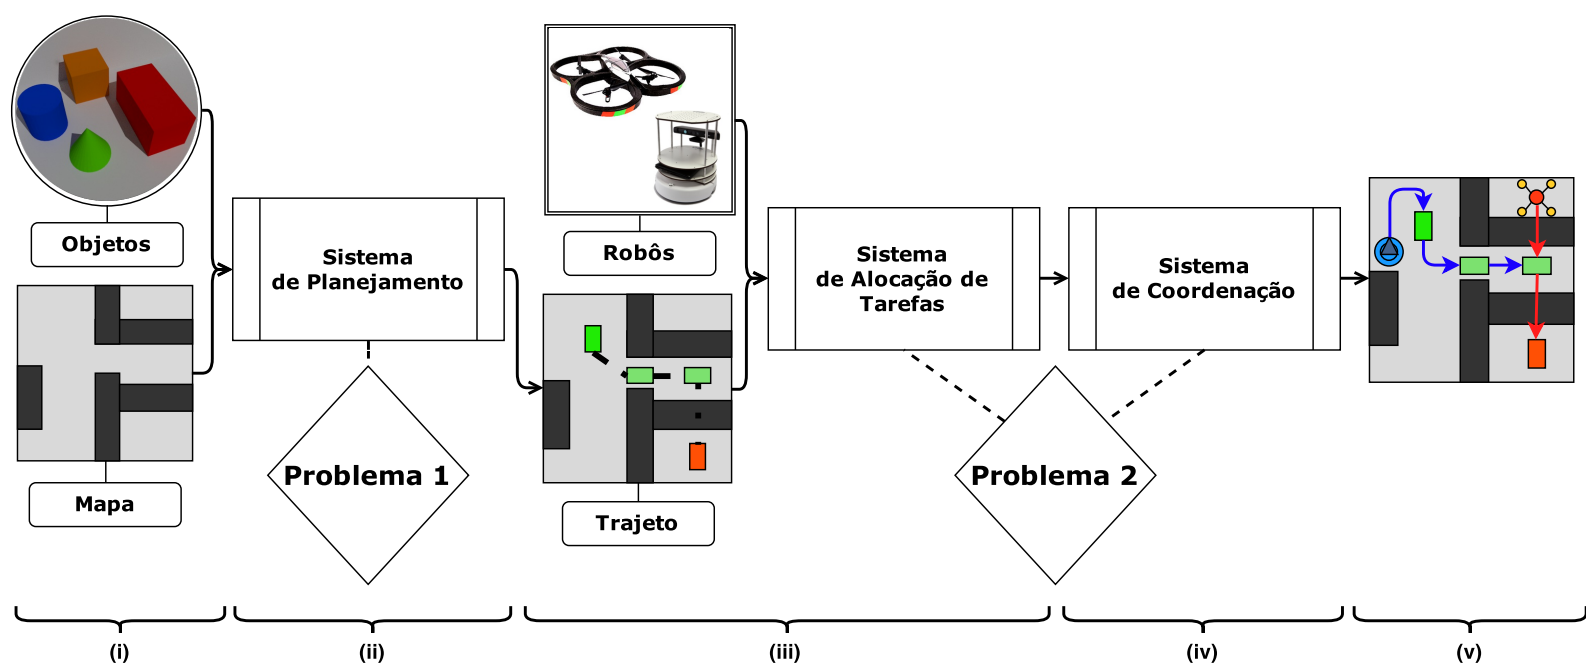 Objetos
Mapa
Sistema
de Planejamento
Problema 1
Robôs
Trajeto
Sistema
de Alocação de
Tarefas
Sistema
de Coordenação
Problema 2
(i)
(ii)
(iii)
(iv)
(v)